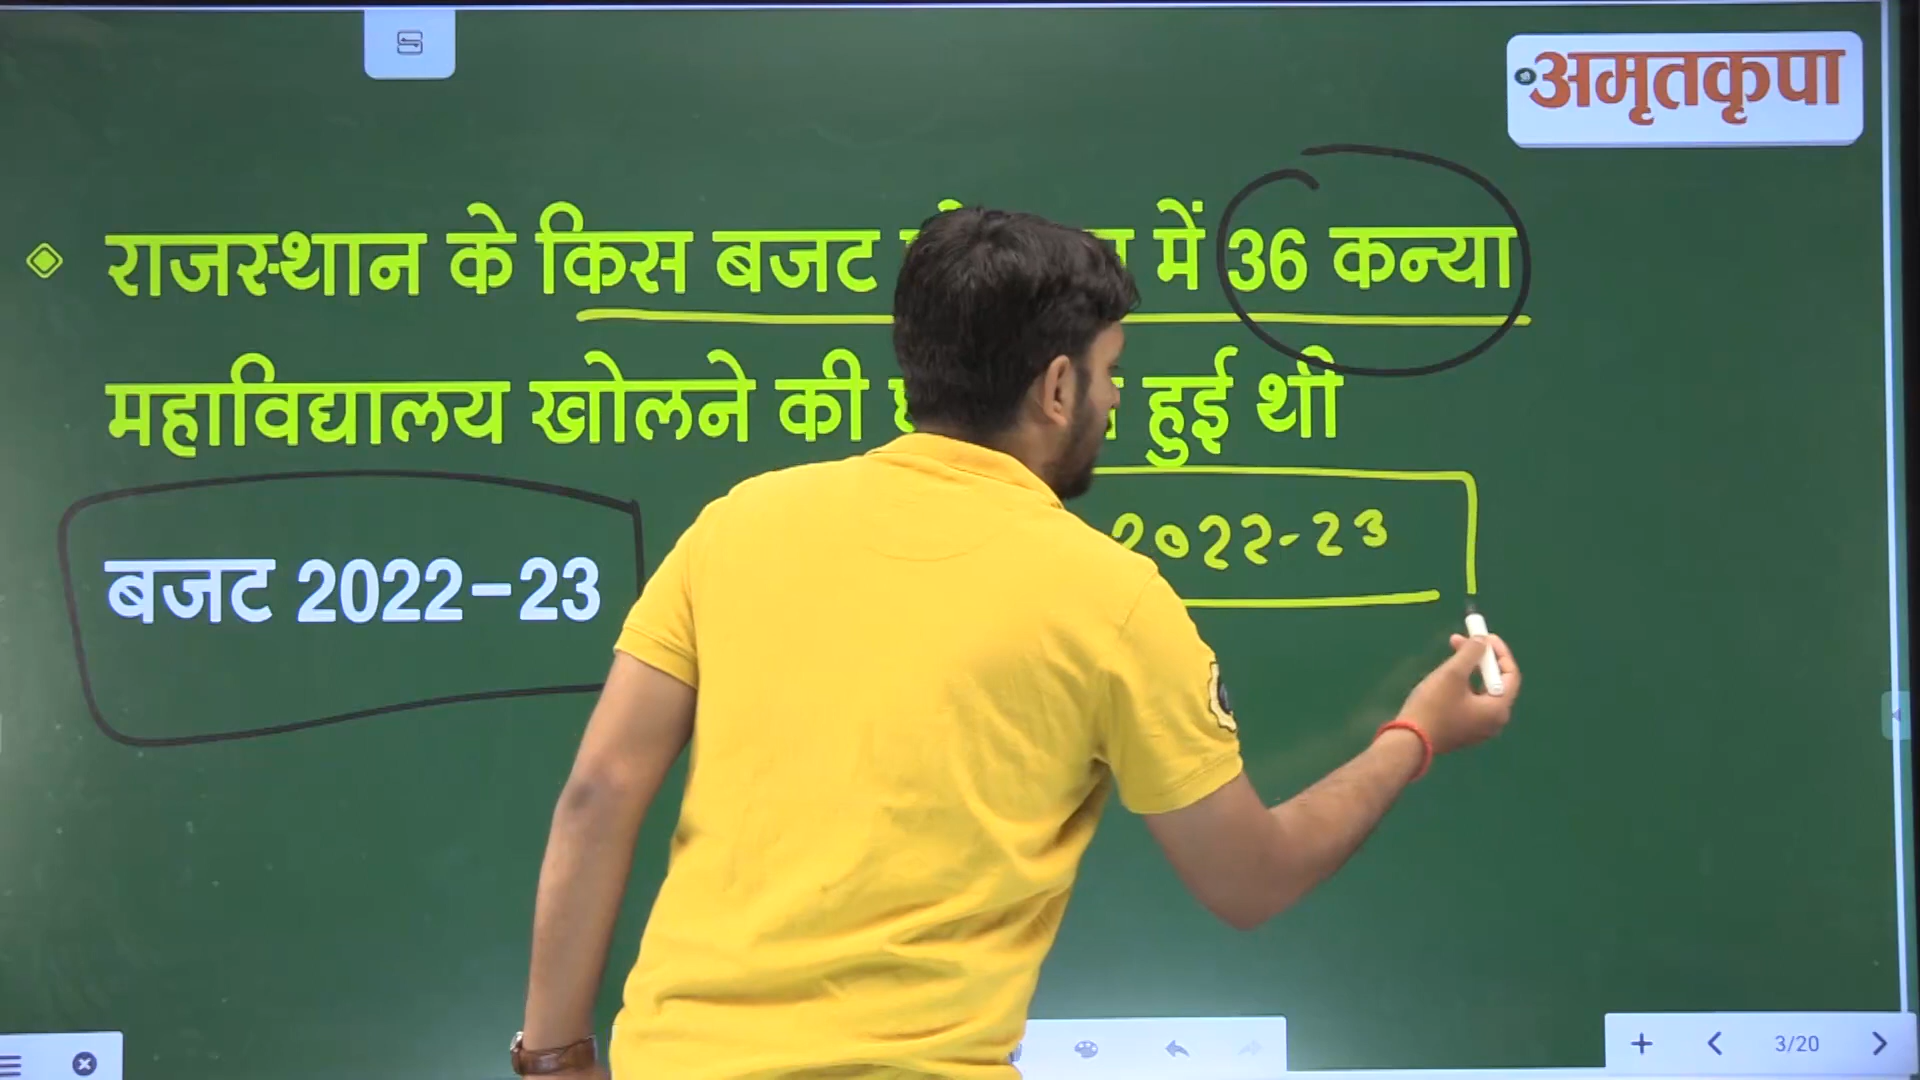 अमृतकृपा
राजस्थान के किस बजट में 36 कन्या
महाविद्यालय खोलने की हुई थी
2022-23
बजट 2022-23
3/20